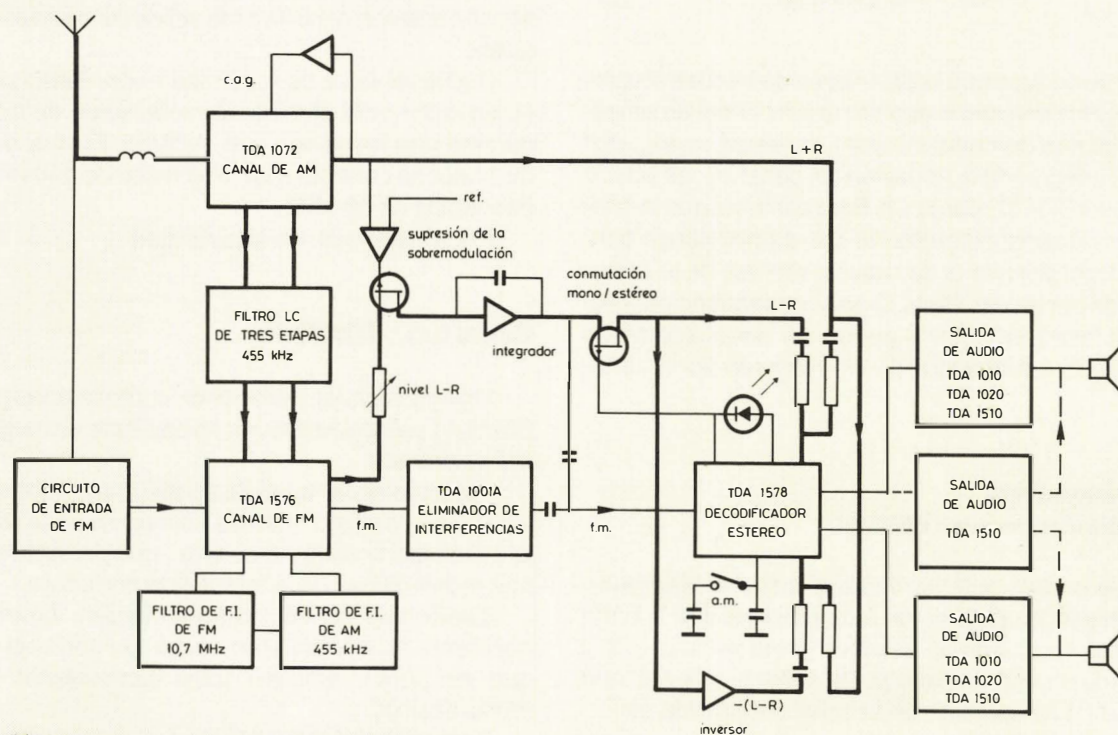 c.a.g.
TDA 1072
CANAL DE AM
L+R
ref.
supresión de la
sobremodulación
conmutación
mono / estéreo
L-R
FILTRO LC
DE TRES ETAPAS
455 kHz
integrador
nivel L-R
SALIDA
DE AUDIO
TDA 1010
TDA 1020
TDA 1510
CIRCUITO
DE ENTRADA
DE FM
TDA 1576
CANAL DE FM
f.m.
TDA 1001A
ELIMINADOR DE
INTERFERENCIAS
f.m.
TDA 1578
DECODIFICADOR
ESTEREO
SALIDA
DE AUDIO
TDA 1510
FILTRO DE F.I.
DE FM
10,7 MHz
FILTRO DE F.I.
DE AM
455 kHz
a.m.
SALIDA
DE AUDIO
TDA 1010
TDA 1020
TDA 1510
-(L-R)
inversor